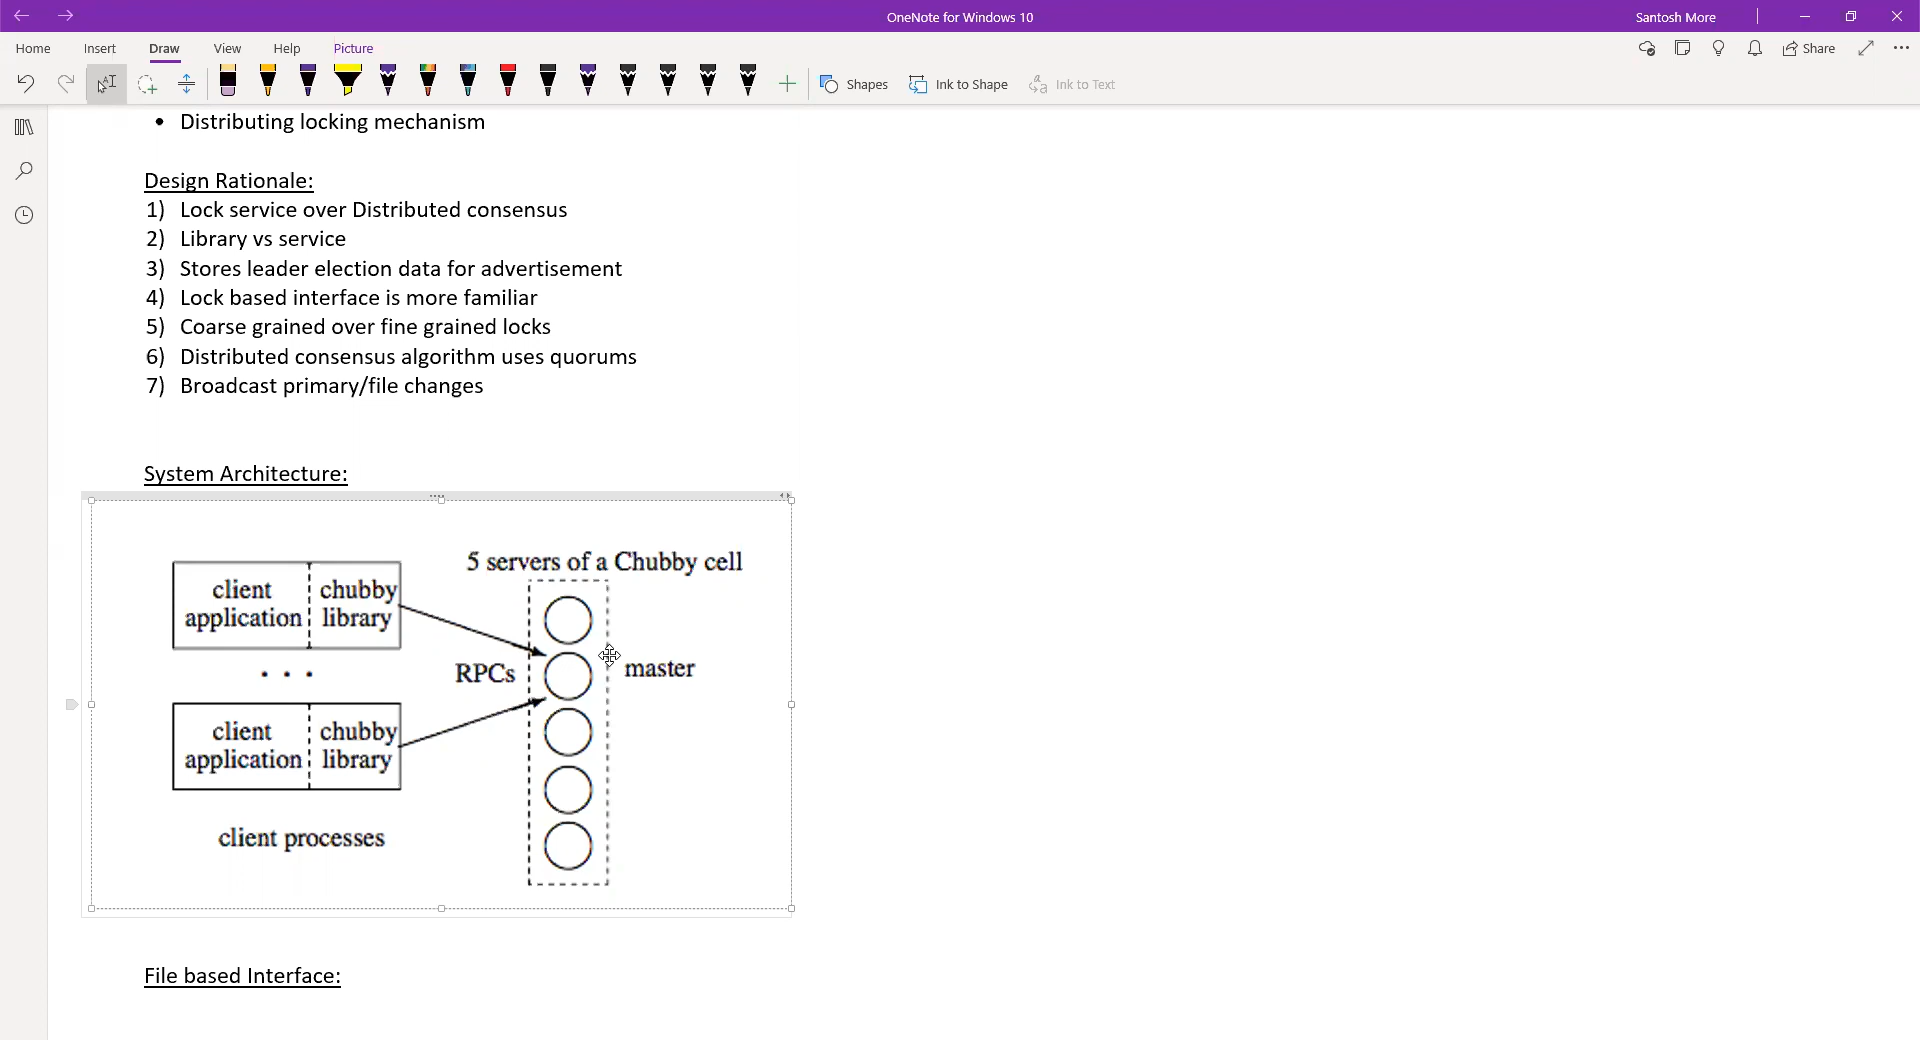 OneNote for Windows 10
Santosh More
Home Insert Draw View Help Picture
Share
Shapes Ink to Shape Ink to Text
• Distributing locking mechanism
Design Rationale:
1) Lock service over Distributed consensus
2) Library vs service
3) Stores leader election data for advertisement
4) Lock based interface is more familiar
5) Coarse grained over fine grained locks
6) Distributed consensus algorithm uses quorums
7) Broadcast primary/file changes
System Architecture:
5 servers of a Chubby cell
client application
chubby library
RPCs
master
. . .
client application
chubby library
client processes
File based Interface: